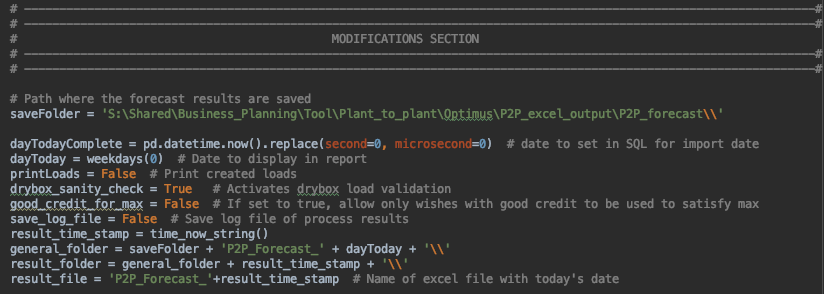 # ————————————————————————————————————————#
# ————————————————————————————————————————#
# MODIFICATIONS SECTION #
# ————————————————————————————————————————#
# ————————————————————————————————————————#
# Path where the forecast results are saved
saveFolder = 'S:\Shared\Business_Planning\Tool\Plant_to_plant\Optimus\P2P_excel_output\P2P_forecast\\'
dayTodayComplete = pd.datetime.now().replace(second=0, microsecond=0)  # date to set in SQL for import date
dayToday = weekdays(0)  # Date to display in report
printLoads = False  # Print created loads
drybox_sanity_check = True   # Activates drybox load validation
good_credit_for_max = False  # If set to true, allow only wishes with good credit to be used to satisfy max
save_log_file = False  # Save log file of process results
result_time_stamp = time_now_string()
general_folder = saveFolder + 'P2P_Forecast_' + dayToday + '\\'
result_folder = general_folder + result_time_stamp + '\\'
result_file = 'P2P_Forecast_'+result_time_stamp  # Name of excel file with today's date